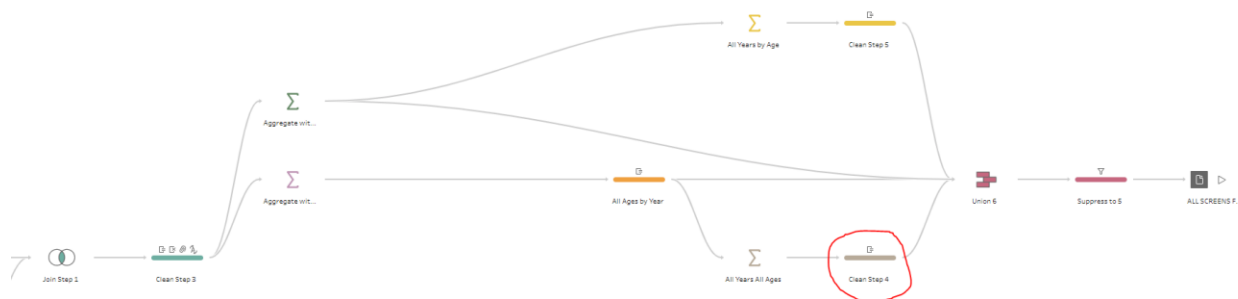 All Years by Age
Clean Step 5
Aggregate wit...
Aggregate wit...
All Ages by Year
Union 6
Suppress to 5
ALL SCREENS F.
Join Step 1
Clean Step 3
All Years All Ages
Clean Step 4